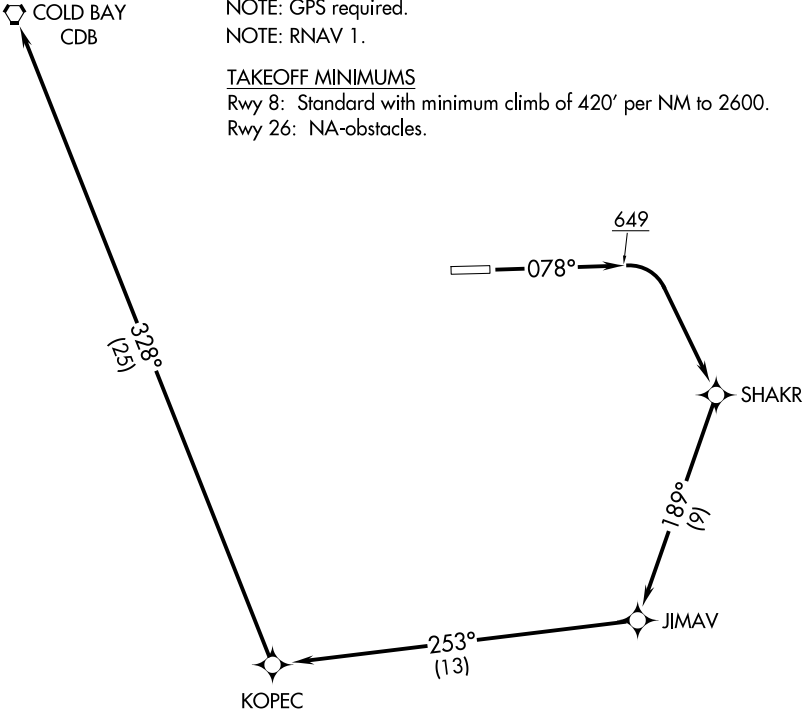 COLD BAY
CDB
NOTE: GPS required.
NOTE: RNAV 1.
TAKEOFF MINIMUMS
Rwy 8: Standard with minimum climb of 420' per NM to 2600.
Rwy 26: NA-obstacles.
649
078°
328°
(25)
SHAKR
189°
(9)
JIMAV
253°
(13)
KOPEC